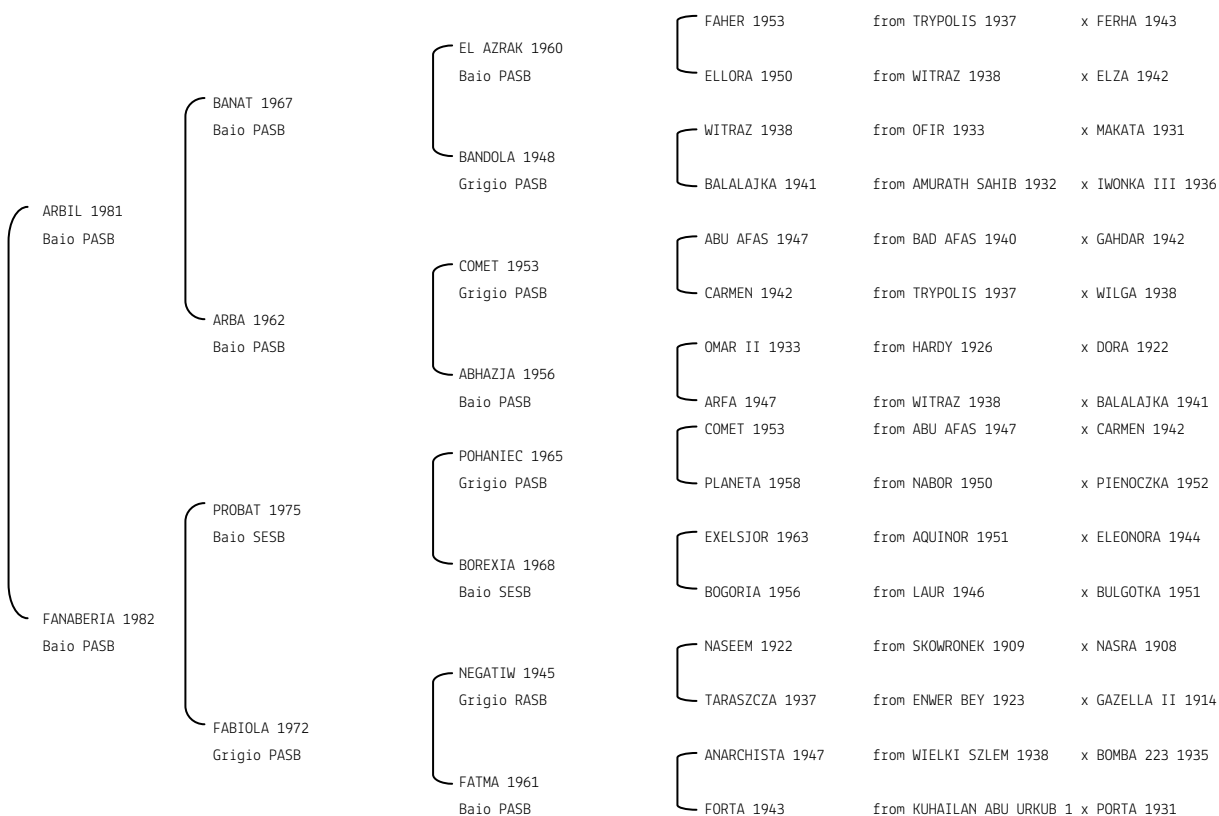 FAHER 1953 from TRYPOLIS 1937 x FERHA 1943
EL AZRAK 1960
Baio PASB
ELLORA 1950 from WITRAZ 1938 x ELZA 1942
BANAT 1967
Baio PASB
WITRAZ 1938 from OFIR 1933 x MAKATA 1931
BANDOLA 1948
Grigio PASB
BALALAJKA 1941 from AMURATH SAHIB 1932 x IWONKA III 1936
ARBIL 1981
Baio PASB
ABU AFAS 1947 from BAD AFAS 1940 x GAHDAR 1942
COMET 1953
Grigio PASB
CARMEN 1942 from TRYPOLIS 1937 x WILGA 1938
ARBA 1962
Baio PASB
OMAR II 1933 from HARDY 1926 x DORA 1922
ABHAZJA 1956
Baio PASB
ARFA 1947 from WITRAZ 1938 x BALALAJKA 1941
COMET 1953 from ABU AFAS 1947 x CARMEN 1942
POHANIEC 1965
Grigio PASB
PLANETA 1958 from NABOR 1950 x PIENOCZKA 1952
PROBAT 1975
Baio SESB
EXELSJOR 1963 from AQUINOR 1951 x ELEONORA 1944
BOREXIA 1968
Baio SESB
BOGORIA 1956 from LAUR 1946 x BULGOTKA 1951
FANABERIA 1982
Baio PASB
NASEEM 1922 from SKOWRONEK 1909 x NASRA 1908
NEGATIW 1945
Grigio RASB
TARASZCZA 1937 from ENWER BEY 1923 x GAZELLA II 1914
FABIOLA 1972
Grigio PASB
ANARCHISTA 1947 from WIELKI SZLEM 1938 x BOMBA 223 1935
FATMA 1961
Baio PASB
FORTA 1943 from KUHAILAN ABU URKUB 1 x PORTA 1931